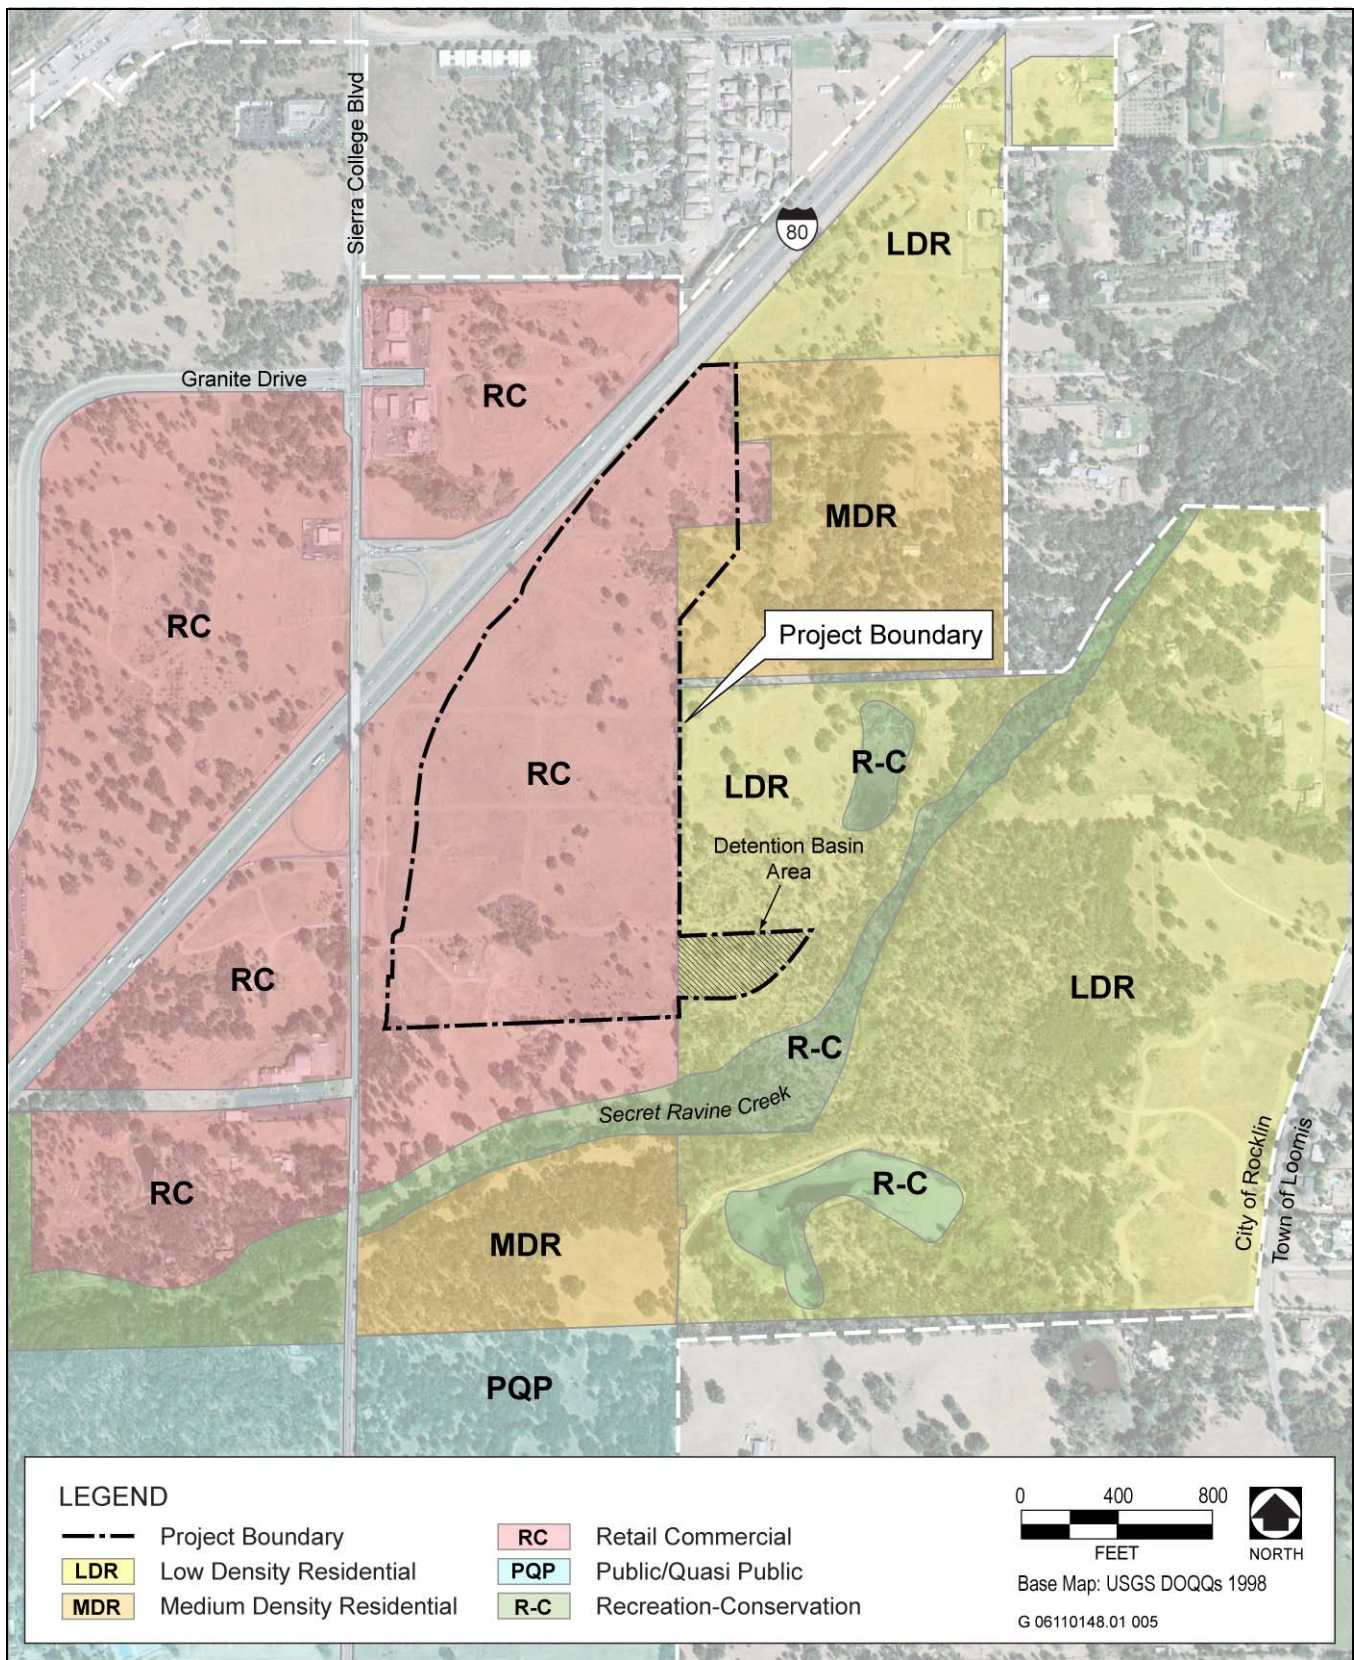 Sierra College Blvd
80
LDR
Granite Drive
RC
MDR
RC
Project Boundary
RC
LDR
R-C
Detention Basin
Area
RC
LDR
R-C
Secret Ravine Creek
RC
R-C
MDR
City of Rocklin
Town of Loomis
PQP
LEGEND
Project Boundary
LDR Low Density Residential
MDR Medium Density Residential
RC Retail Commercial
PQP Public/Quasi Public
R-C Recreation-Conservation
0 400 800
FEET
NORTH
Base Map: USGS DOQQs 1998
G 06110148.01 005